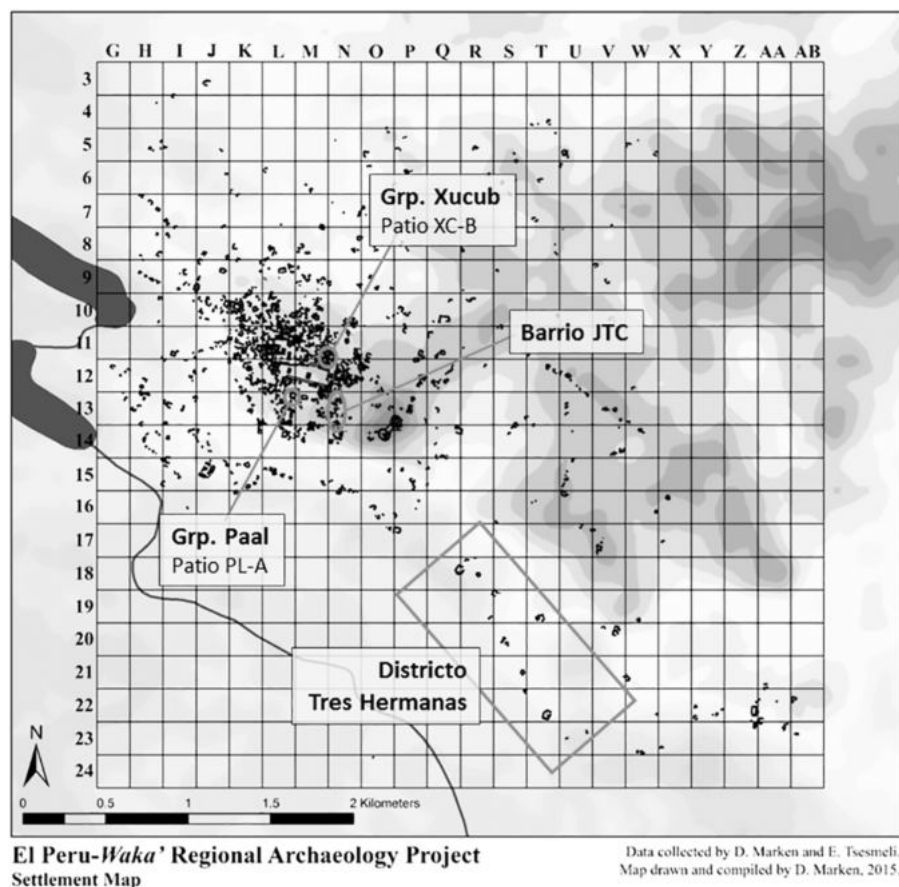 G H I J K L M N O P Q R S T U V W X Y Z AA AB
3
4
5
6
7
8
9
10
11
12
13
14
15
16
17
18
19
20
21
22
23
24
Grp. Xucub
Patio XC-B
Barrio JTC
Grp. Paal
Patio PL-A
Districto
Tres Hermanas
N
0 0.5 1 1.5 2 Kilometers
El Peru-Waka' Regional Archaeology Project
Settlement Map
Data collected by D. Marken and E. Tsesmeli.
Map drawn and compiled by D. Marken, 2015.